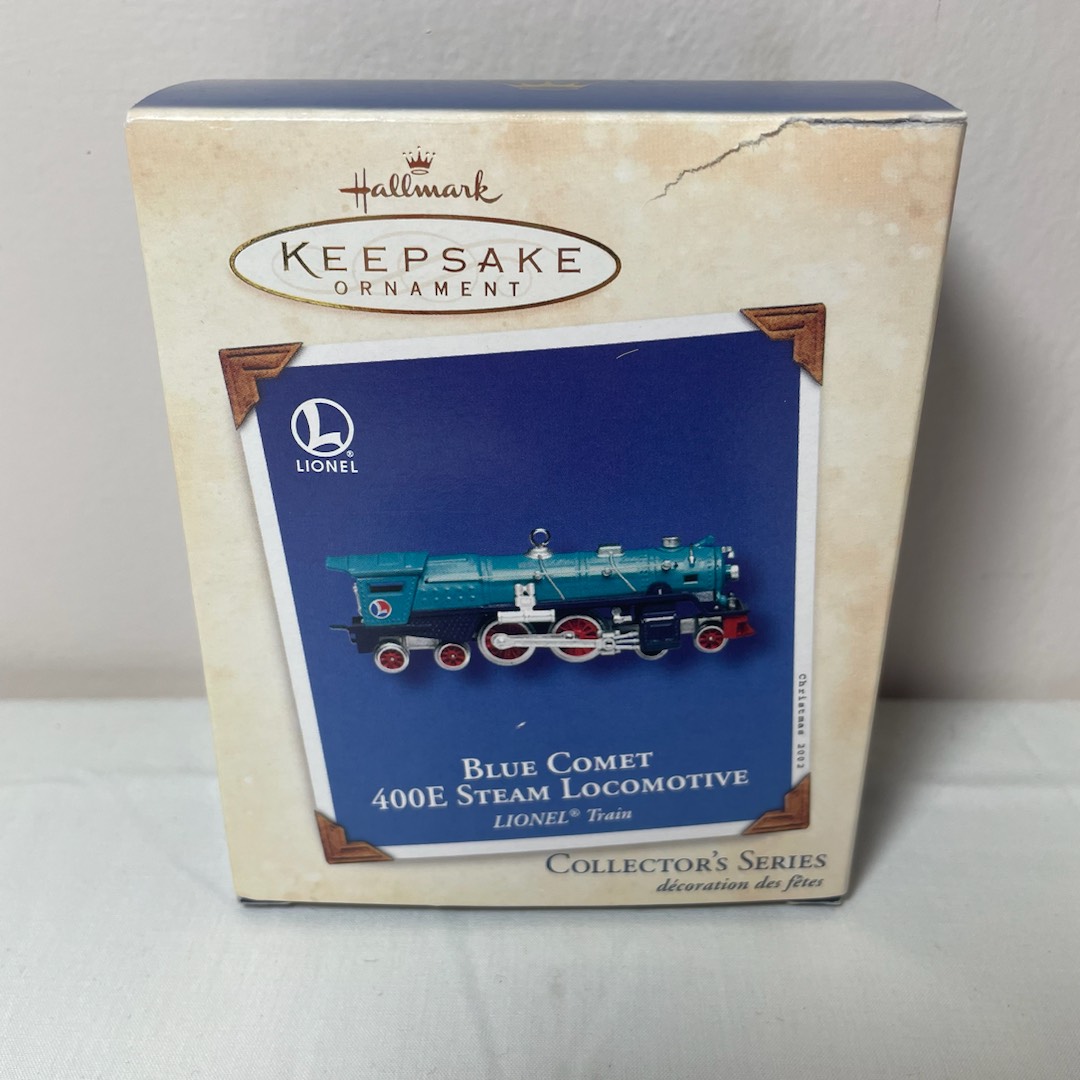 Hallmark
KEEPSAKE
ORNAMENT
L
®
LIONEL
Christmas 2002
BLUE COMET
400E STEAM LOCOMOTIVE
LIONEL® Train
COLLECTOR'S SERIES
décoration des fêtes